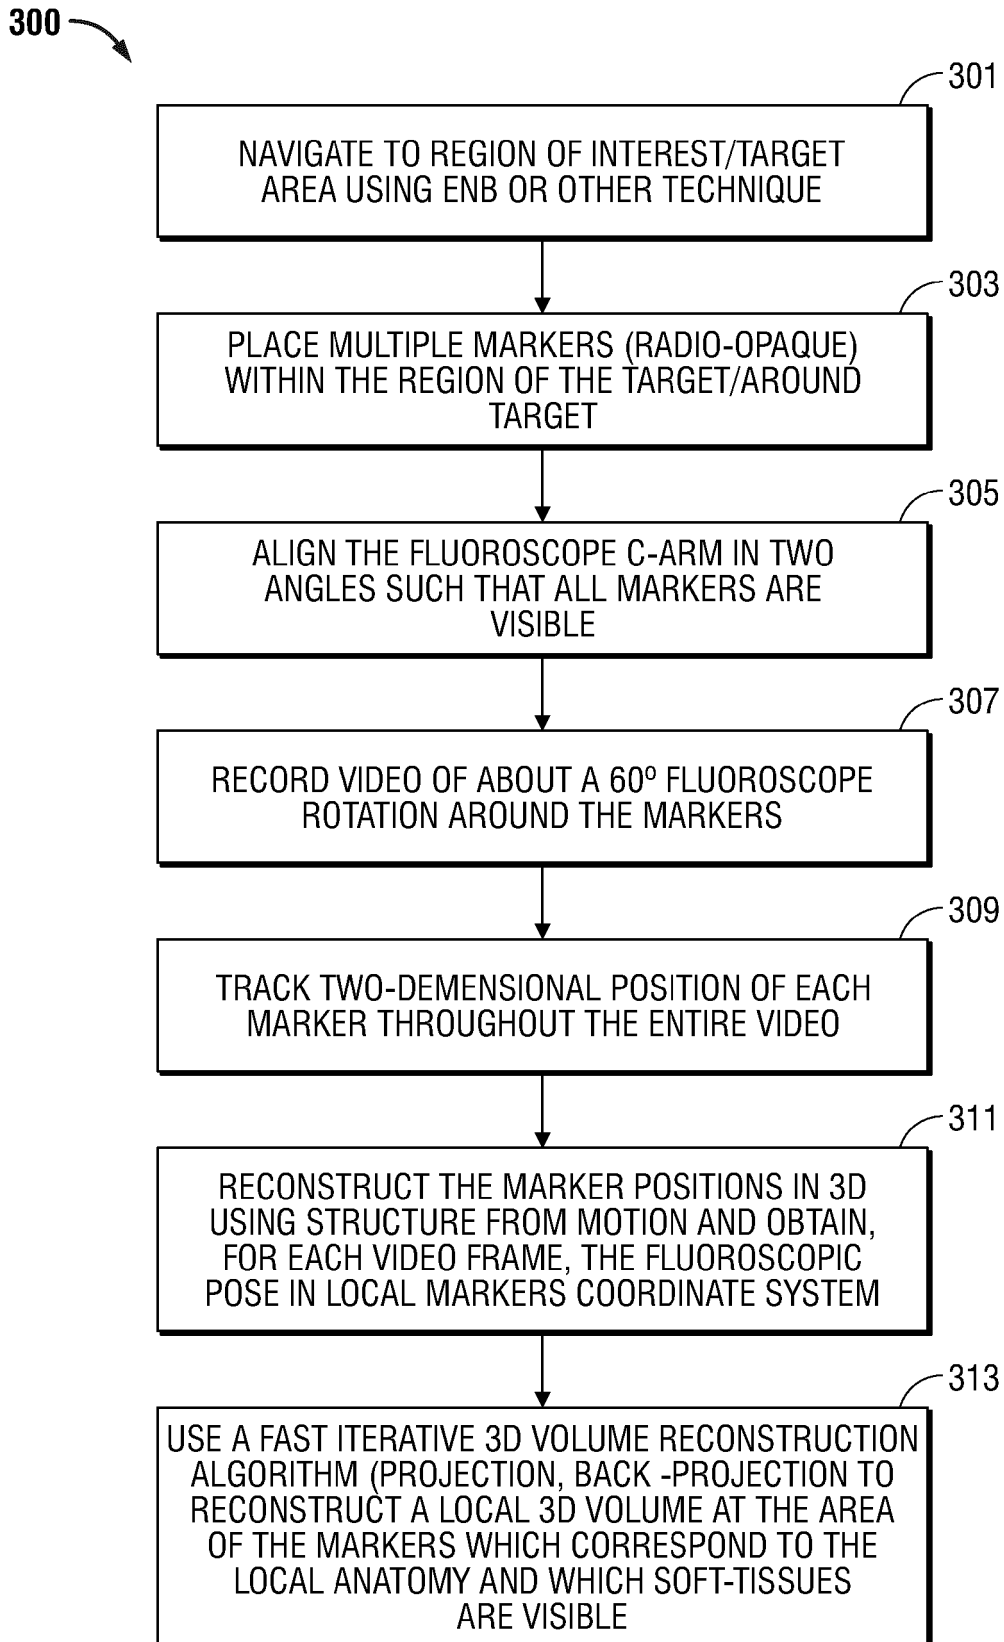 300
301
NAVIGATE TO REGION OF INTEREST/TARGET
AREA USING ENB OR OTHER TECHNIQUE
303
PLACE MULTIPLE MARKERS (RADIO-OPAQUE)
WITHIN THE REGION OF THE TARGET/AROUND
TARGET
305
ALIGN THE FLUOROSCOPE C-ARM IN TWO
ANGLES SUCH THAT ALL MARKERS ARE
VISIBLE
307
RECORD VIDEO OF ABOUT A 60º FLUOROSCOPE
ROTATION AROUND THE MARKERS
309
TRACK TWO-DEMENSIONAL POSITION OF EACH
MARKER THROUGHOUT THE ENTIRE VIDEO
311
RECONSTRUCT THE MARKER POSITIONS IN 3D
USING STRUCTURE FROM MOTION AND OBTAIN,
FOR EACH VIDEO FRAME, THE FLUOROSCOPIC
POSE IN LOCAL MARKERS COORDINATE SYSTEM
313
USE A FAST ITERATIVE 3D VOLUME RECONSTRUCTION
ALGORITHM (PROJECTION, BACK -PROJECTION TO
RECONSTRUCT A LOCAL 3D VOLUME AT THE AREA
OF THE MARKERS WHICH CORRESPOND TO THE
LOCAL ANATOMY AND WHICH SOFT-TISSUES
ARE VISIBLE